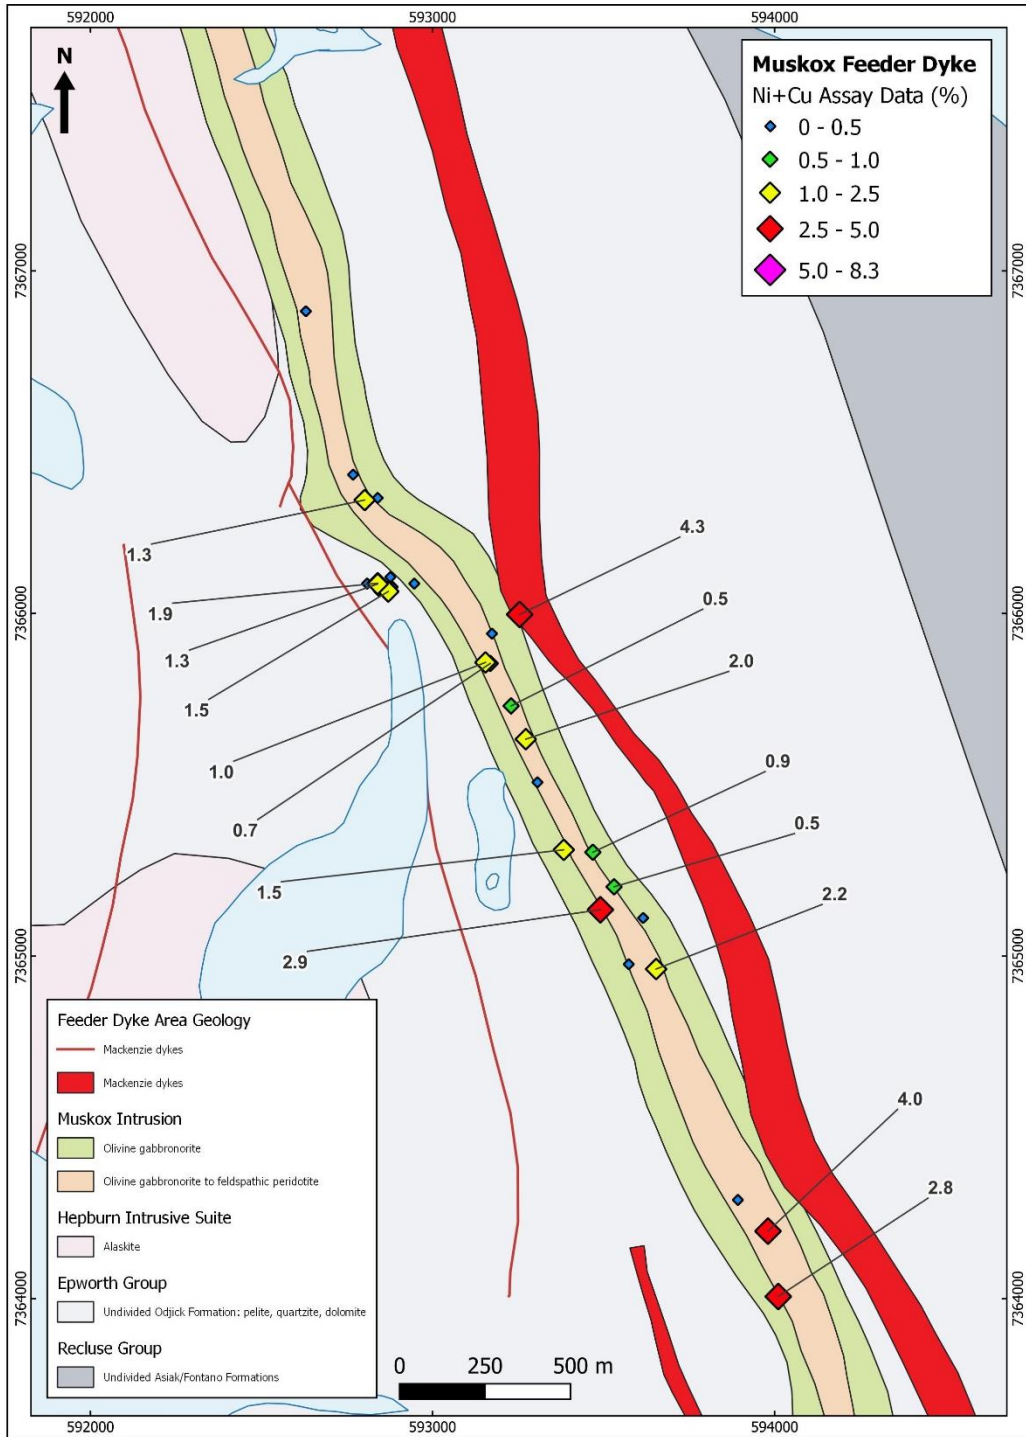 592000
593000
594000
N
Muskox Feeder Dyke
Ni+Cu Assay Data (%)
0 - 0.5
0.5 - 1.0
1.0 - 2.5
2.5 - 5.0
5.0 - 8.3
7367000
7367000
1.3
4.3
1.9
0.5
7366000
7366000
1.3
2.0
1.5
1.0
0.9
0.7
0.5
1.5
2.2
2.9
7365000
7365000
Feeder Dyke Area Geology
Mackenzie dykes
Mackenzie dykes
Muskox Intrusion
Olivine gabbronorite
Olivine gabbronorite to feldspathic peridotite
Hepburn Intrusive Suite
Alaskite
Epworth Group
Undivided Odjick Formation: pelite, quartzite, dolomite
Recluse Group
Undivided Asiak/Fontano Formations
4.0
2.8
7364000
0 250 500 m
592000
593000
594000